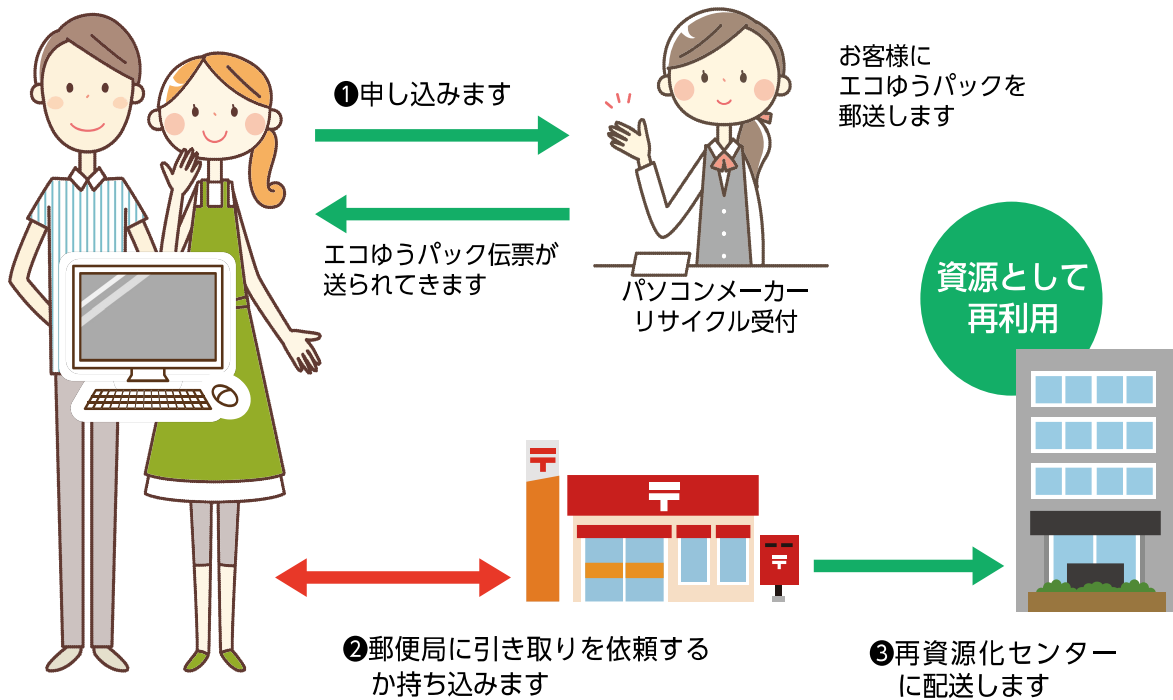 ❶申し込みます
お客様に
エコゆうパックを
郵送します
エコゆうパック伝票が
送られてきます
パソコンメーカー
リサイクル受付
資源として
再利用
❷郵便局に引き取りを依頼する
か持ち込みます
❸再資源化センター
に配送します